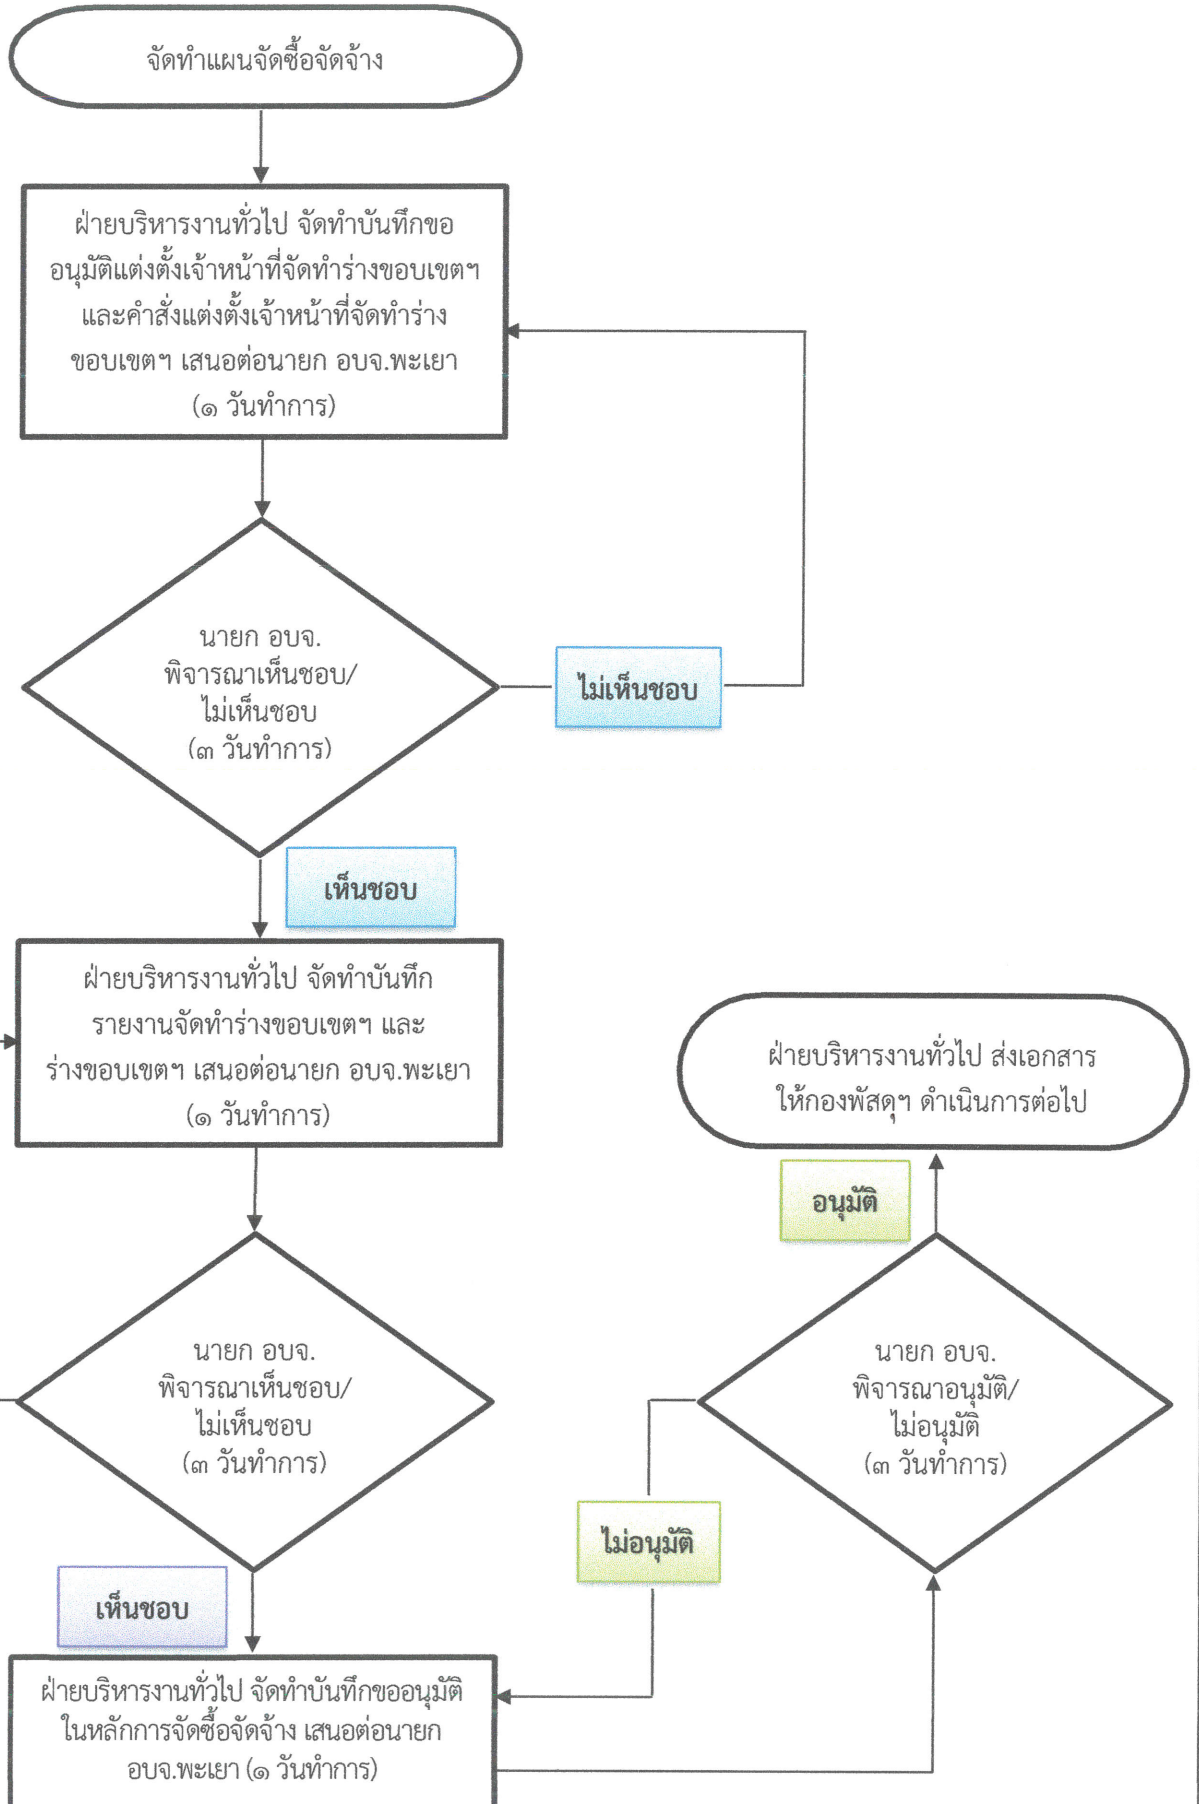 จัดทำแผนจัดซื้อจัดจ้าง
ฝ่ายบริหารงานทั่วไป จัดทำบันทึกขอ
อนุมัติแต่งตั้งเจ้าหน้าที่จัดทำร่างขอบเขตฯ
และคำสั่งแต่งตั้งเจ้าหน้าที่จัดทำร่าง
ขอบเขตฯ เสนอต่อนายก อบจ.พะเยา
(๑ วันทำการ)
นายก อบจ.
พิจารณาเห็นชอบ/
ไม่เห็นชอบ
(๓ วันทำการ)
ไม่เห็นชอบ
เห็นชอบ
ฝ่ายบริหารงานทั่วไป จัดทำบันทึก
รายงานจัดทำร่างขอบเขตฯ และ
ร่างขอบเขตฯ เสนอต่อนายก อบจ.พะเยา
(๑ วันทำการ)
นายก อบจ.
พิจารณาเห็นชอบ/
ไม่เห็นชอบ
(๓ วันทำการ)
เห็นชอบ
ฝ่ายบริหารงานทั่วไป จัดทำบันทึกขออนุมัติ
ในหลักการจัดซื้อจัดจ้าง เสนอต่อนายก
อบจ.พะเยา (๑ วันทำการ)
ไม่อนุมัติ
นายก อบจ.
พิจารณาอนุมัติ/
ไม่อนุมัติ
(๓ วันทำการ)
อนุมัติ
ฝ่ายบริหารงานทั่วไป ส่งเอกสาร
ให้กองพัสดุฯ ดำเนินการต่อไป